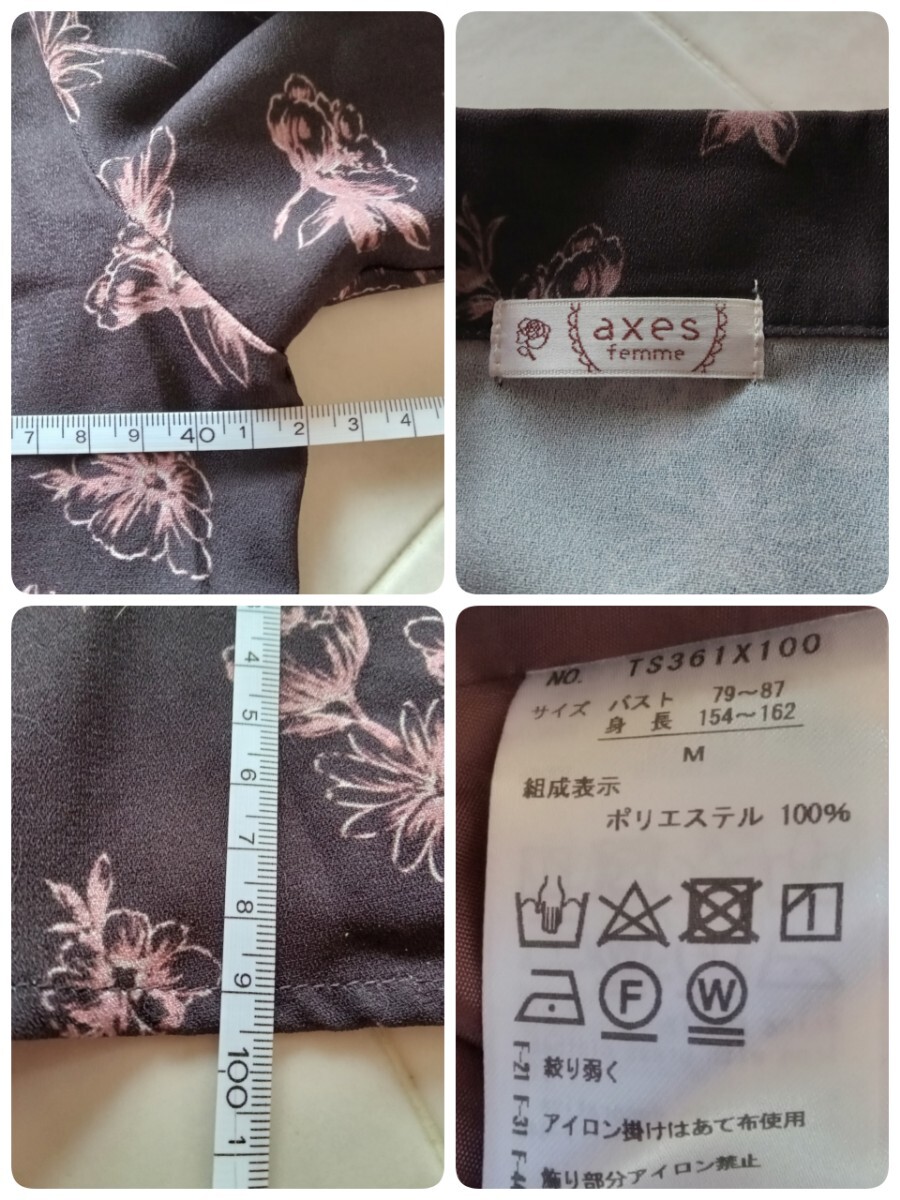 7 8 9 40 1 2 3 4
axes
femme
4
5
6
7
8
9
100
1
NO. TS361X100
サイズ バスト 79～87
身長 154～162
M
組成表示
ポリエステル 100%
F
W
F-21 絞り弱く
F-31 アイロン掛けはあて布使用
飾り部分アイロン禁止